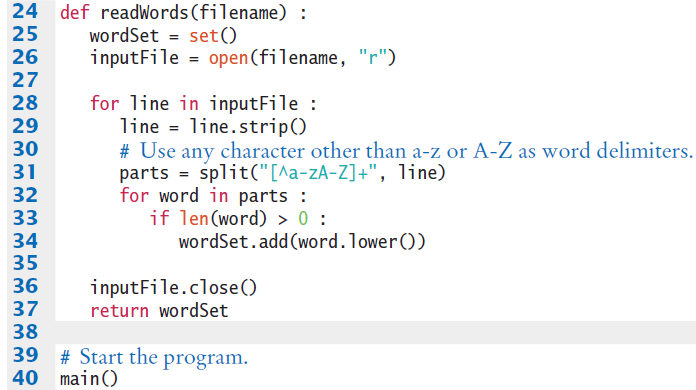 24 def readWords(filename) :
25    wordSet = set()
26    inputFile = open(filename, "r")
27
28    for line in inputFile :
29       line = line.strip()
30       # Use any character other than a-z or A-Z as word delimiters.
31       parts = split("[^a-zA-Z]+", line)
32       for word in parts :
33          if len(word) > 0 :
34             wordSet.add(word.lower())
35
36    inputFile.close()
37    return wordSet
38
39 # Start the program.
40 main()